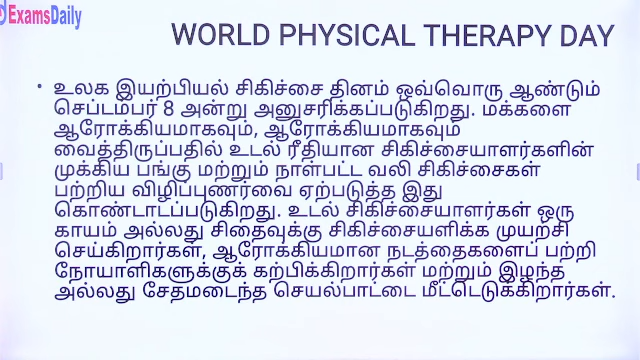 ExamsDaily
WORLD PHYSICAL THERAPY DAY
• உலக இயற்பியல் சிகிச்சை தினம் ஒவ்வொரு ஆண்டும்
செப்டம்பர் 8 அன்று அனுசரிக்கப்படுகிறது. மக்களை
ஆரோக்கியமாகவும், ஆரோக்கியமாகவும்
வைத்திருப்பதில் உடல் ரீதியான சிகிச்சையாளர்களின்
முக்கிய பங்கு மற்றும் நாள்பட்ட வலி சிகிச்சைகள்
பற்றிய விழிப்புணர்வை ஏற்படுத்த இது
கொண்டாடப்படுகிறது. உடல் சிகிச்சையாளர்கள் ஒரு
காயம் அல்லது சிதைவுக்கு சிகிச்சையளிக்க முயற்சி
செய்கிறார்கள், ஆரோக்கியமான நடத்தைகளைப் பற்றி
நோயாளிகளுக்குக் கற்பிக்கிறார்கள் மற்றும் இழந்த
அல்லது சேதமடைந்த செயல்பாட்டை மீட்டெடுக்கிறார்கள்.